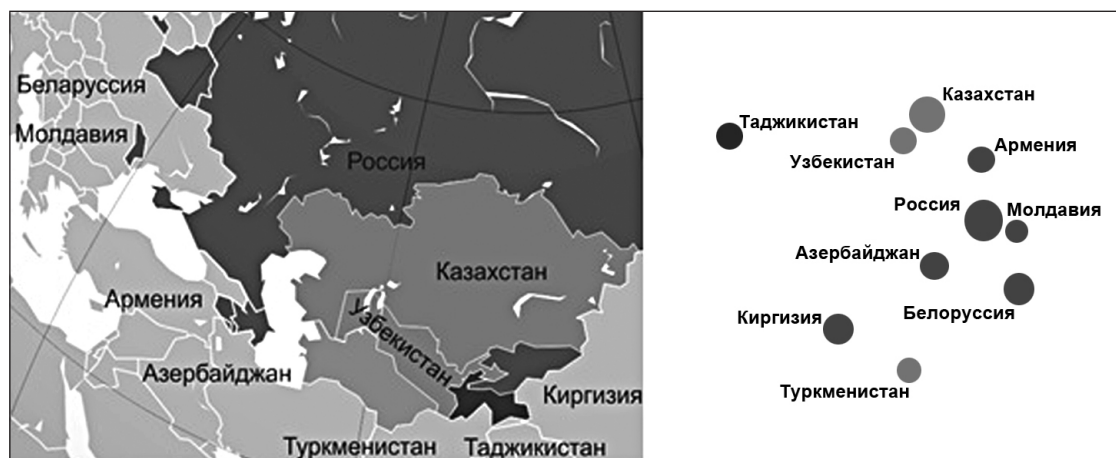 Беларуссия
Молдавия
Россия
Казахстан
Армения
Узбекистан
Азербайджан
Киргизия
Туркменистан
Таджикистан
Казахстан
Таджикистан
Узбекистан
Армения
Россия
Молдавия
Азербайджан
Белоруссия
Киргизия
Туркменистан